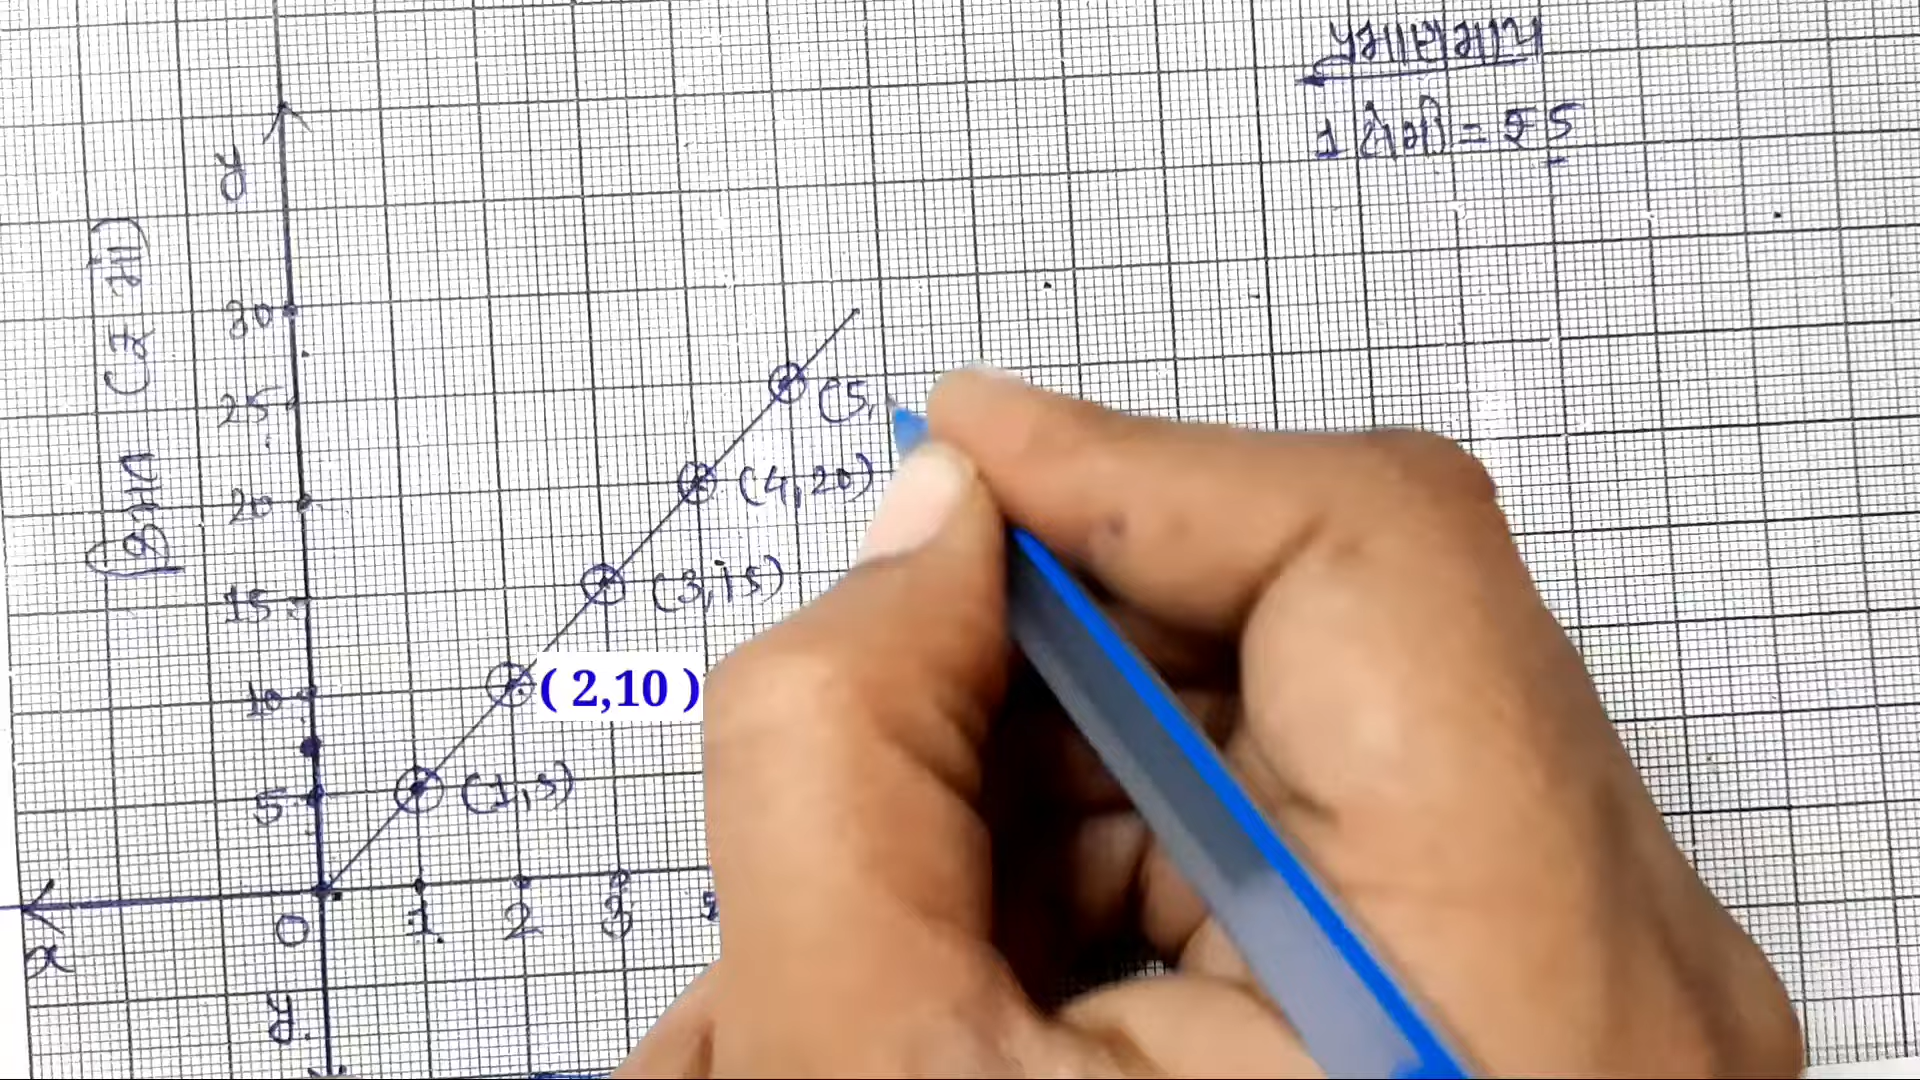 પ્રમાણમાપ
1 સેમી = ₹ 5
y
કિંમત (₹ માં)
30
25
20
15
10
5
(5,
(4,20)
(3,15)
( 2,10 )
(1,5)
0 1 2 3
x
y